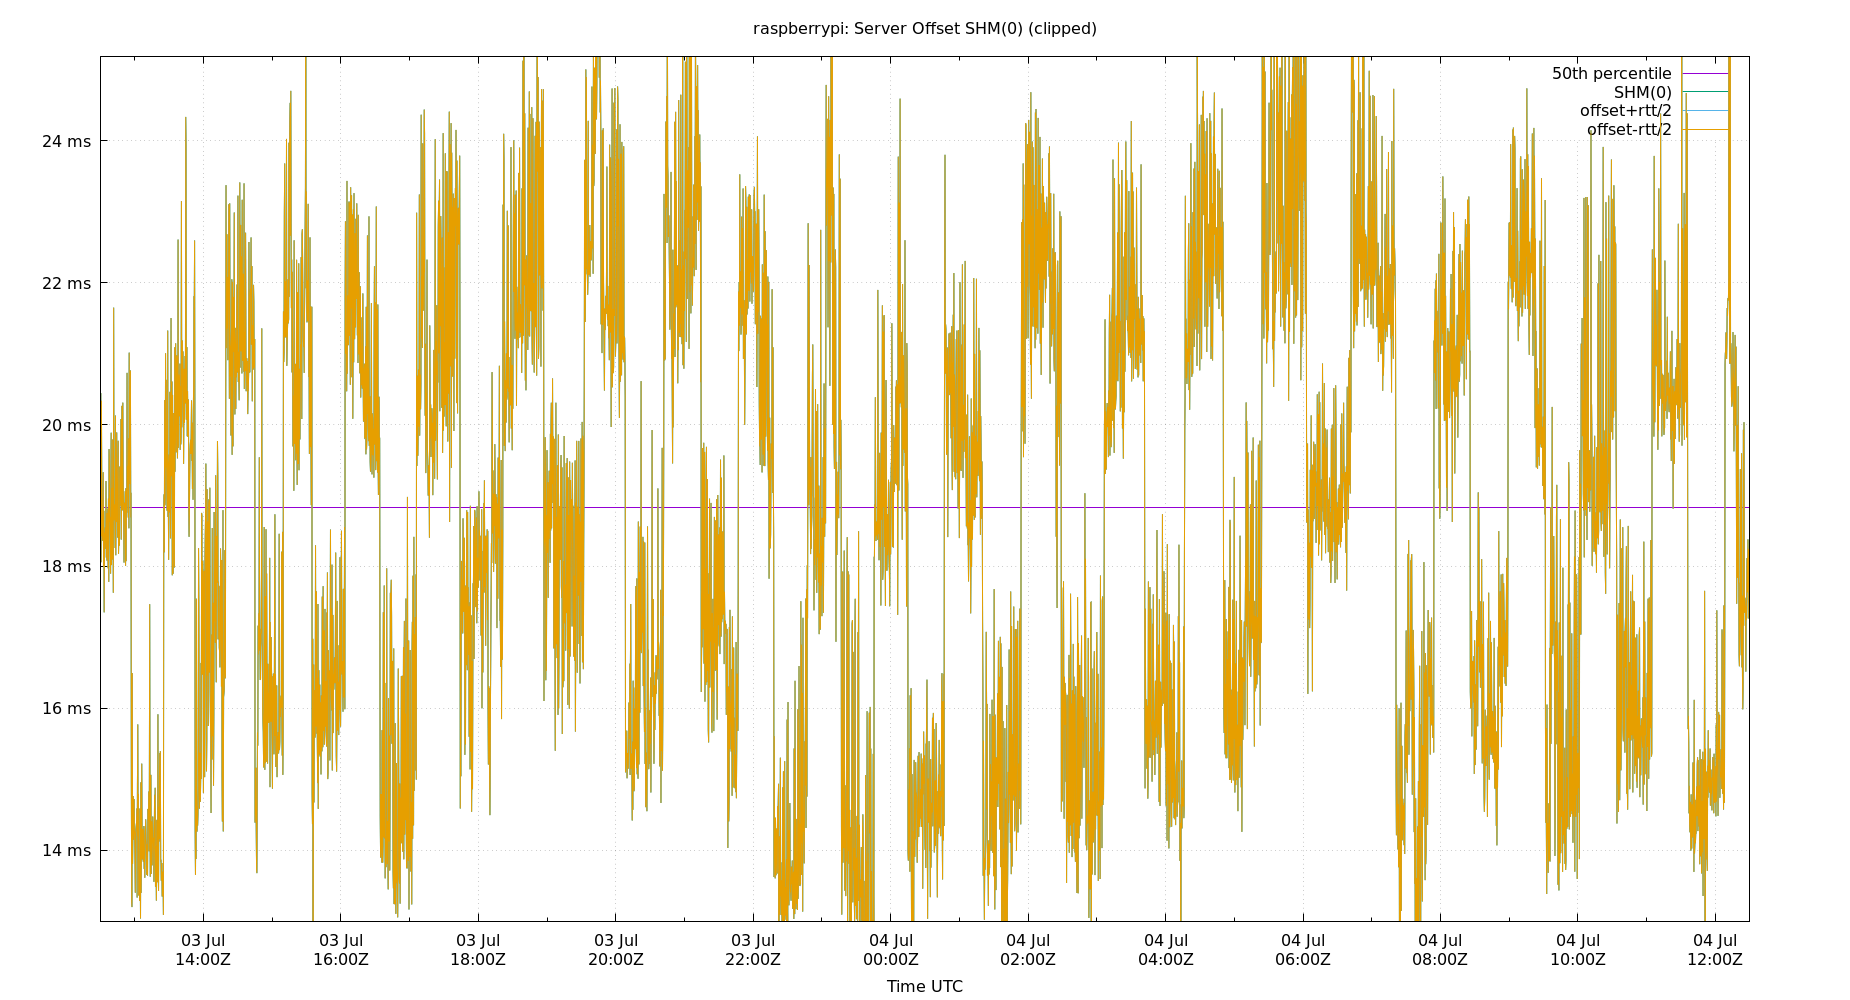 raspberrypi: Server Offset SHM(0) (clipped)
50th percentile
SHM(0)
offset+rtt/2
offset-rtt/2
24 ms
22 ms
20 ms
18 ms
16 ms
14 ms
03 Jul 03 Jul 03 Jul 03 Jul 03 Jul 04 Jul 04 Jul 04 Jul 04 Jul 04 Jul 04 Jul 04 Jul
14:00Z 16:00Z 18:00Z 20:00Z 22:00Z 00:00Z 02:00Z 04:00Z 06:00Z 08:00Z 10:00Z 12:00Z
Time UTC